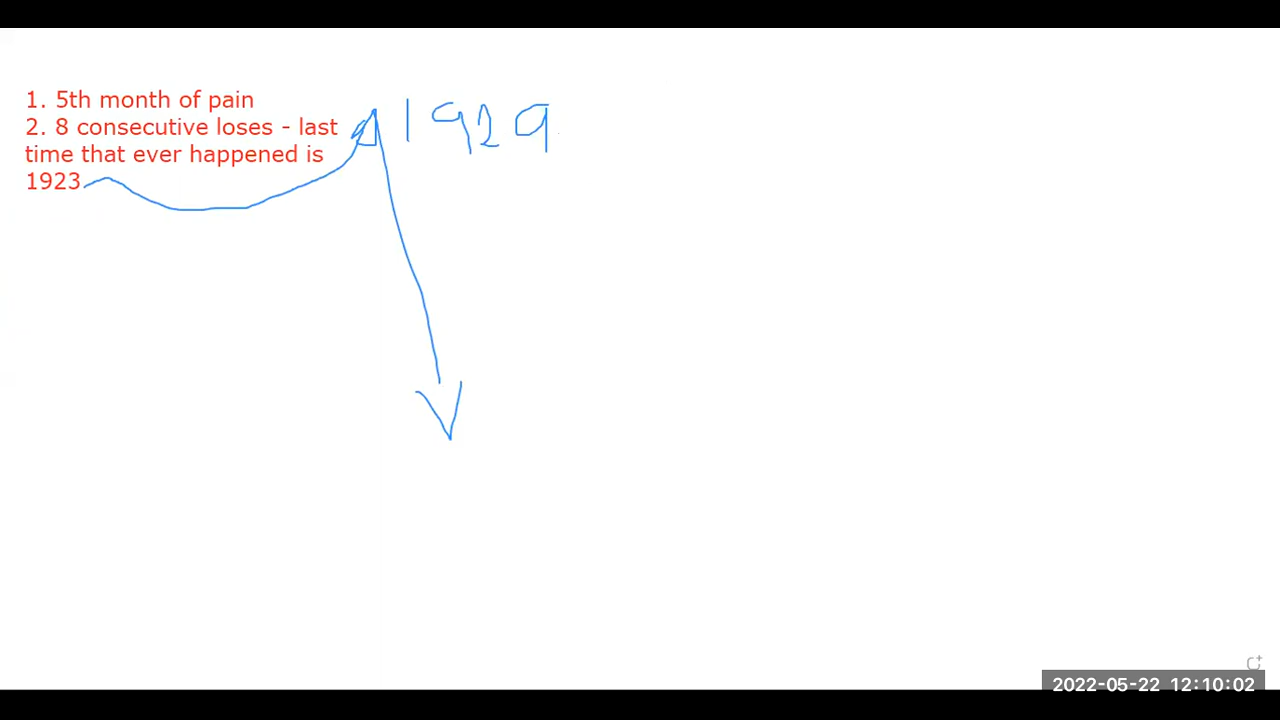 1. 5th month of pain
2. 8 consecutive loses - last
time that ever happened is
1923
1929
2022-05-22 12:10:02